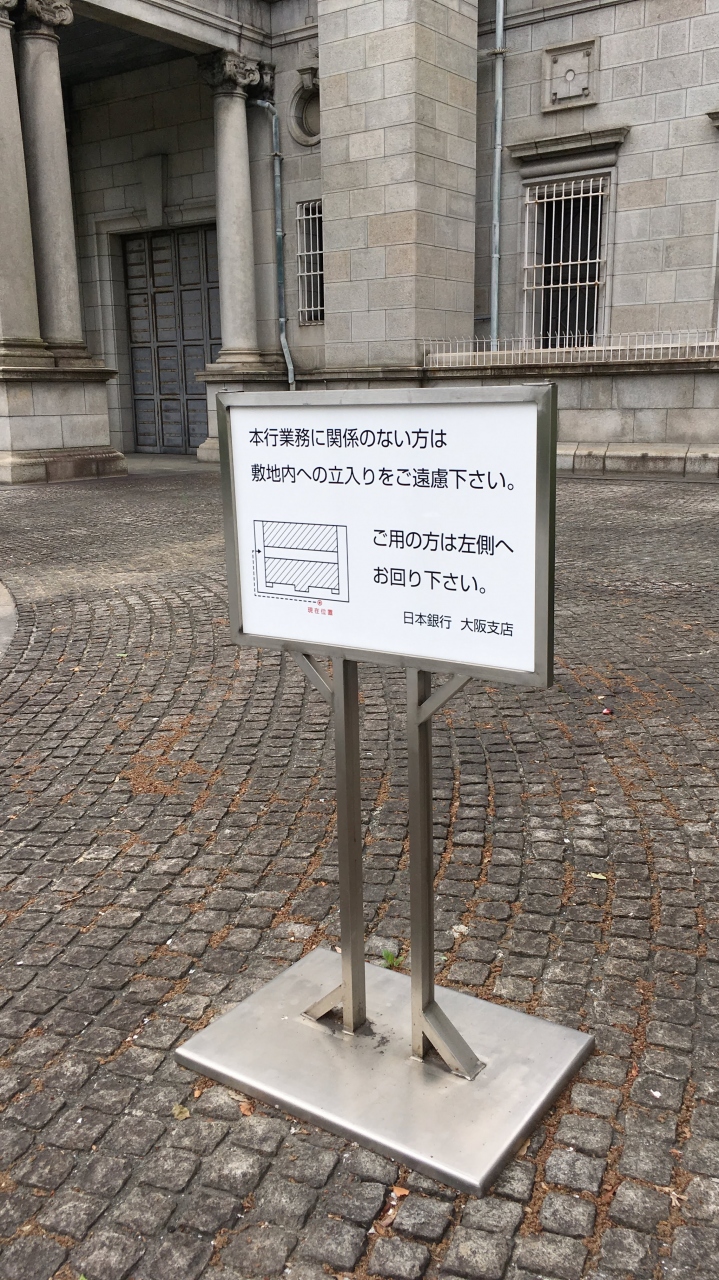 本行業務に関係のない方は
敷地内への立入りをご遠慮下さい。
ご用の方は左側へ
お回り下さい。
現在位置
日本銀行 大阪支店